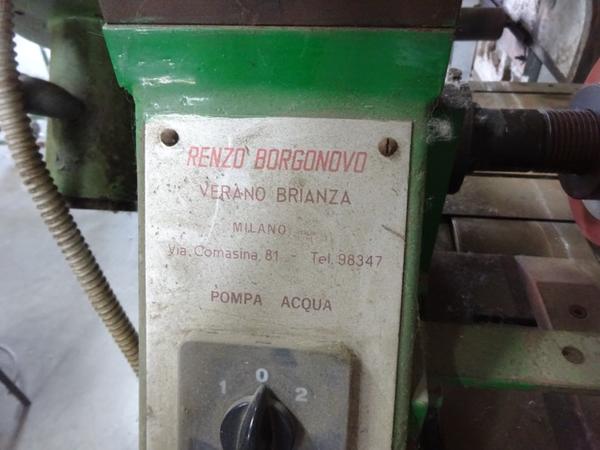 RENZO BORGONOVO
VERANO BRIANZA
MILANO
Via. Comasina, 81 - Tel. 98347
POMPA ACQUA
1 0 2